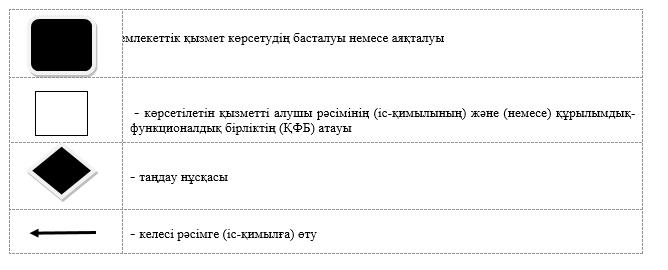 қызмет көрсетудің басталуы немесе аяқталуы
- көрсетілетін қызметті алушы рәсімінің (іс-қимылының) және (немесе) құрылымдық-
функционалдық бірліктің (ҚФБ) атауы
- таңдау нұсқасы
- келесі рәсімге (іс-қимылға) өту